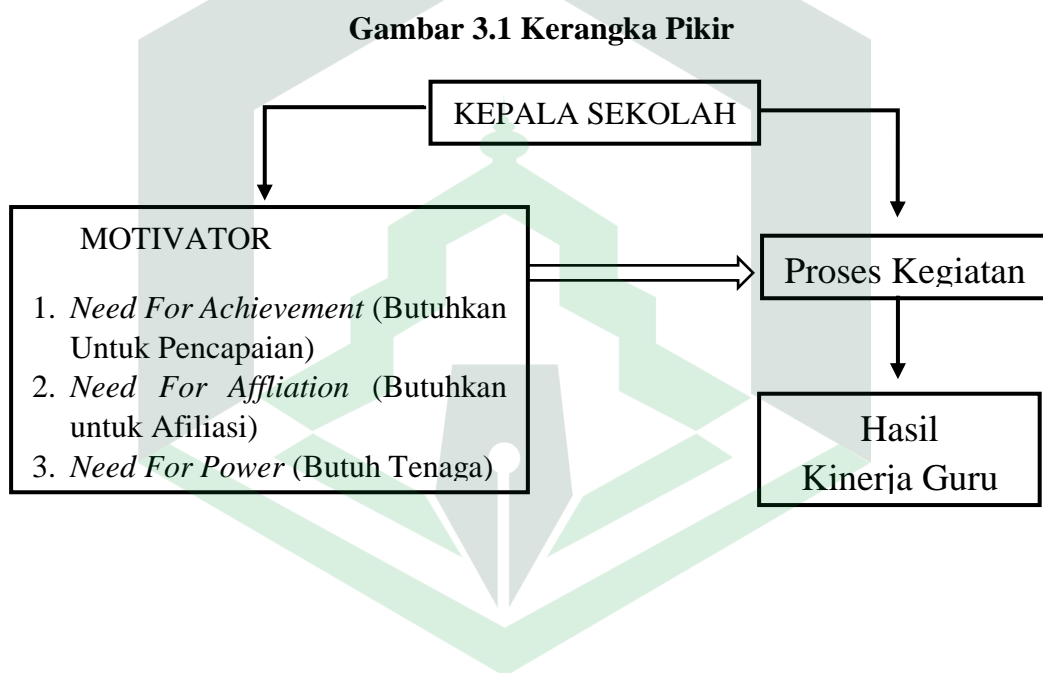 Gambar 3.1 Kerangka Pikir
KEPALA SEKOLAH
MOTIVATOR
1. Need For Achievement (Butuhkan
Untuk Pencapaian)
2. Need For Affliation (Butuhkan
untuk Afiliasi)
3. Need For Power (Butuh Tenaga)
Proses Kegiatan
Hasil
Kinerja Guru